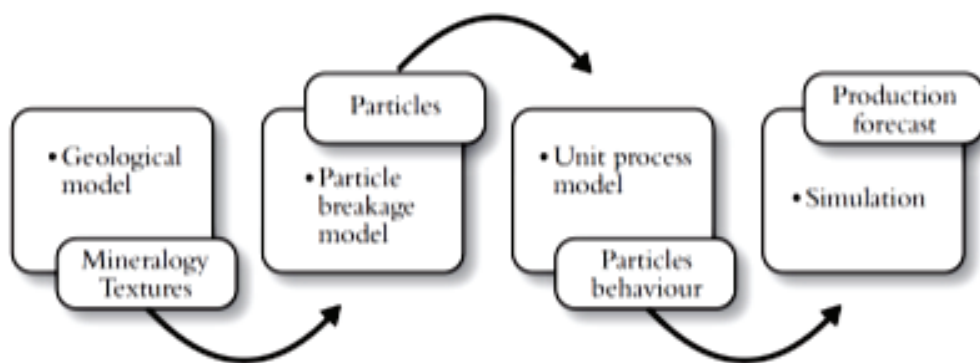 • Geological
model
Mineralogy
Textures
Particles
• Particle
breakage
model
• Unit process
model
Particles
behaviour
Production
forecast
• Simulation